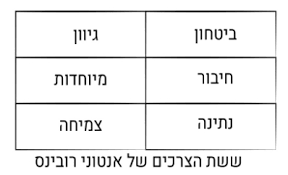 ביטחון גיוון
חיבור מיוחדות
נתינה צמיחה
ששת הצרכים של אנטוני רובינס